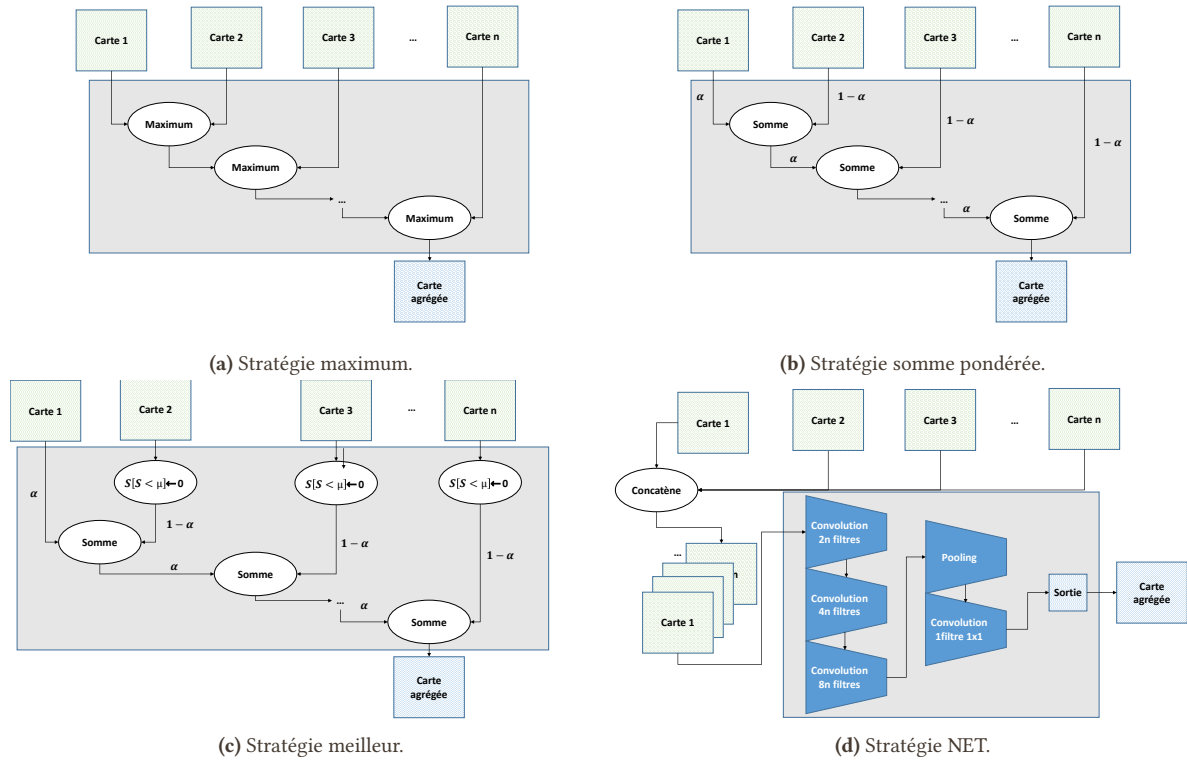 Carte 1
Carte 2
Carte 3
...
Carte n
Maximum
Maximum
...
Maximum
Carte
agrégée
(a) Stratégie maximum.
Carte 1
Carte 2
Carte 3
...
Carte n
α
1 − α
1 − α
1 − α
Somme
α
Somme
...
α
Somme
Carte
agrégée
(b) Stratégie somme pondérée.
Carte 1
Carte 2
Carte 3
...
Carte n
S[S < μ]←0
S[S < μ]←0
S[S < μ]←0
α
1 − α
1 − α
1 − α
Somme
α
Somme
...
α
Somme
Carte
agrégée
(c) Stratégie meilleur.
Carte 1
Carte 2
Carte 3
...
Carte n
Concatène
...
n
Carte 1
Convolution
2n filtres
Convolution
4n filtres
Convolution
8n filtres
Pooling
Convolution
1filtre 1x1
Sortie
Carte
agrégée
(d) Stratégie NET.